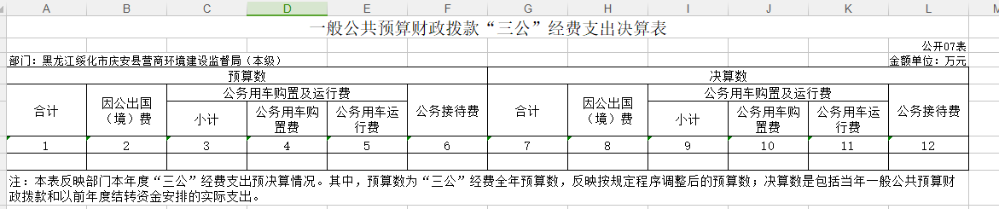 A B C D E F G H I J K L M
一般公共预算财政拨款“三公”经费支出决算表
公开07表
部门：黑龙江绥化市庆安县营商环境建设监督局（本级） 金额单位：万元
预算数 决算数
合计 因公出国（境）费 公务用车购置及运行费 公务接待费 合计 因公出国（境）费 公务用车购置及运行费 公务接待费
小计 公务用车购置费 公务用车运行费 小计 公务用车购置费 公务用车运行费
1 2 3 4 5 6 7 8 9 10 11 12
注：本表反映部门本年度“三公”经费支出预决算情况。其中，预算数为“三公”经费全年预算数，反映按规定程序调整后的预算数；决算数是包括当年一般公共预算财
政拨款和以前年度结转资金安排的实际支出。